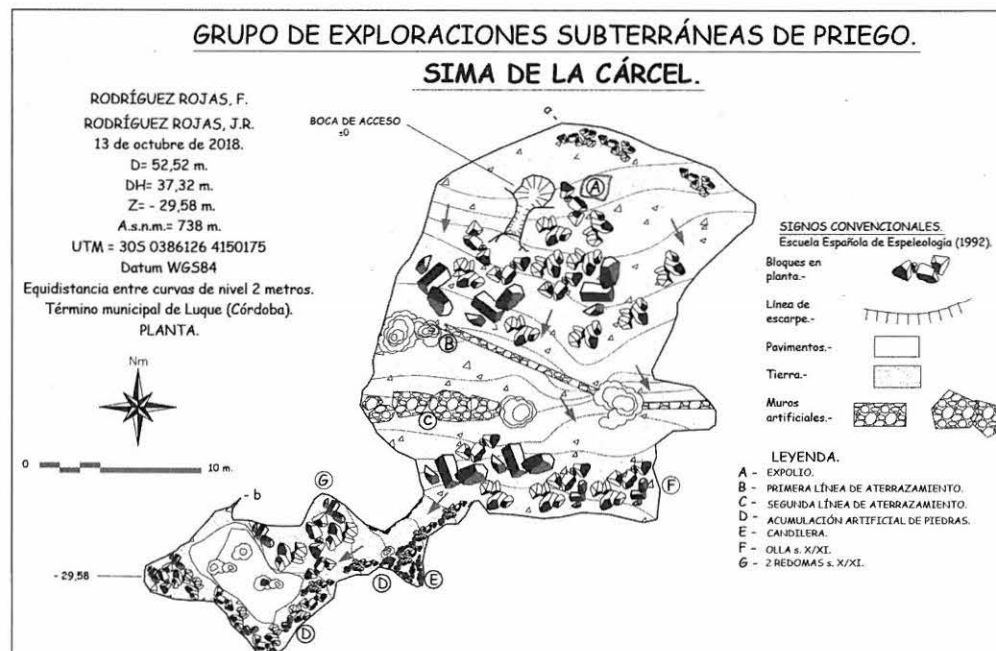 GRUPO DE EXPLORACIONES SUBTERRÁNEAS DE PRIEGO.
SIMA DE LA CÁRCEL.
RODRÍGUEZ ROJAS, F.
RODRÍGUEZ ROJAS, J.R.
13 de octubre de 2018.
D= 52,52 m.
DH= 37,32 m.
Z= - 29,58 m.
A.s.n.m.= 738 m.
UTM = 30S 0386126 4150175
Datum WGS84
Equidistancia entre curvas de nivel 2 metros.
Término municipal de Luque (Córdoba).
PLANTA.
Nm
0 10 m.
BOCA DE ACCESO
±0
a-
A
B
C
F
G
- b
- 29,58
D
E
D
SIGNOS CONVENCIONALES.
Escuela Española de Espeleología (1992).
Bloques en
planta.-
Línea de
escarpe.-
Pavimentos.-
Tierra.-
Muros
artificiales.-
LEYENDA.
A - EXPOLIO.
B - PRIMERA LÍNEA DE ATERRAZAMIENTO.
C - SEGUNDA LÍNEA DE ATERRAZAMIENTO.
D - ACUMULACIÓN ARTIFICIAL DE PIEDRAS.
E - CANDILERA.
F - OLLA s. X/XI.
G - 2 REDOMAS s. X/XI.